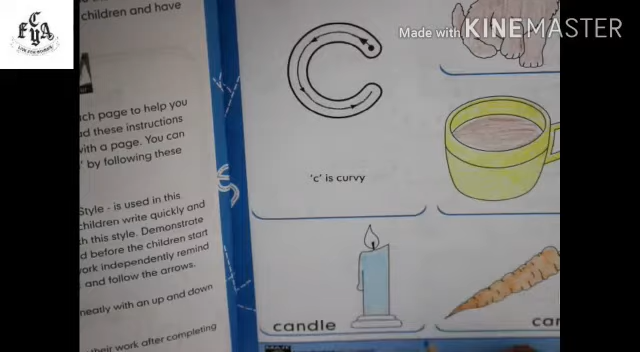 children and have
Made with KINEMASTER
ch page to help you
these instructions
with a page. You can
by following these
'c' is curvy
Style - is used in this
children write quickly and
this style. Demonstrate
before the children start
work independently remind
and follow the arrows.
neatly with an up and down
their work after completing
candle
car